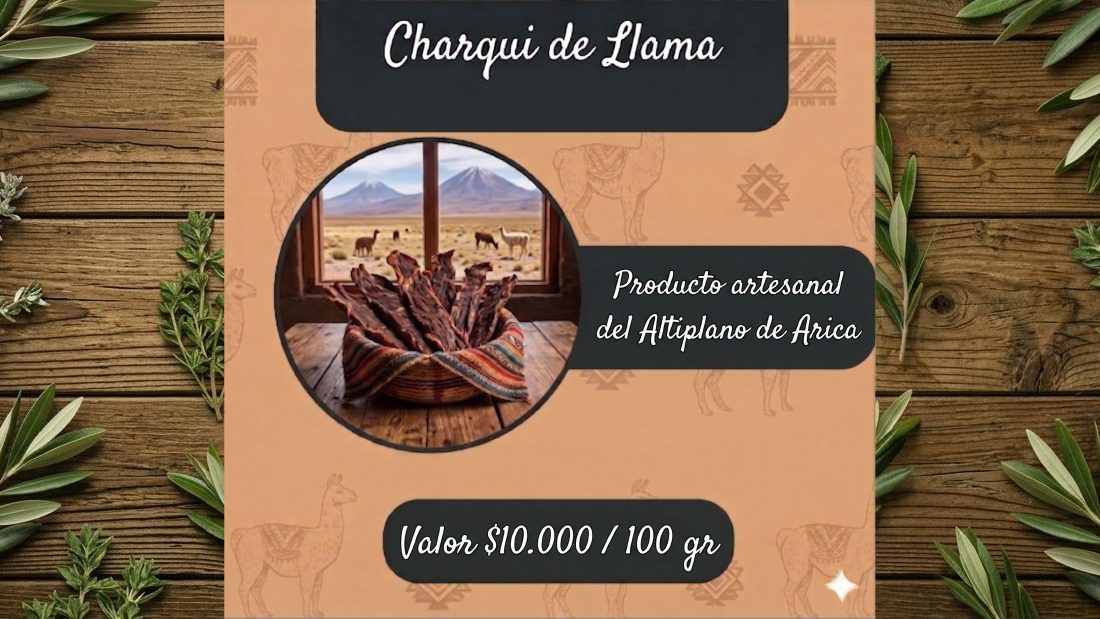 Charqui de Llama
Producto artesanal
del Altiplano de Arica
Valor $10.000 / 100 gr